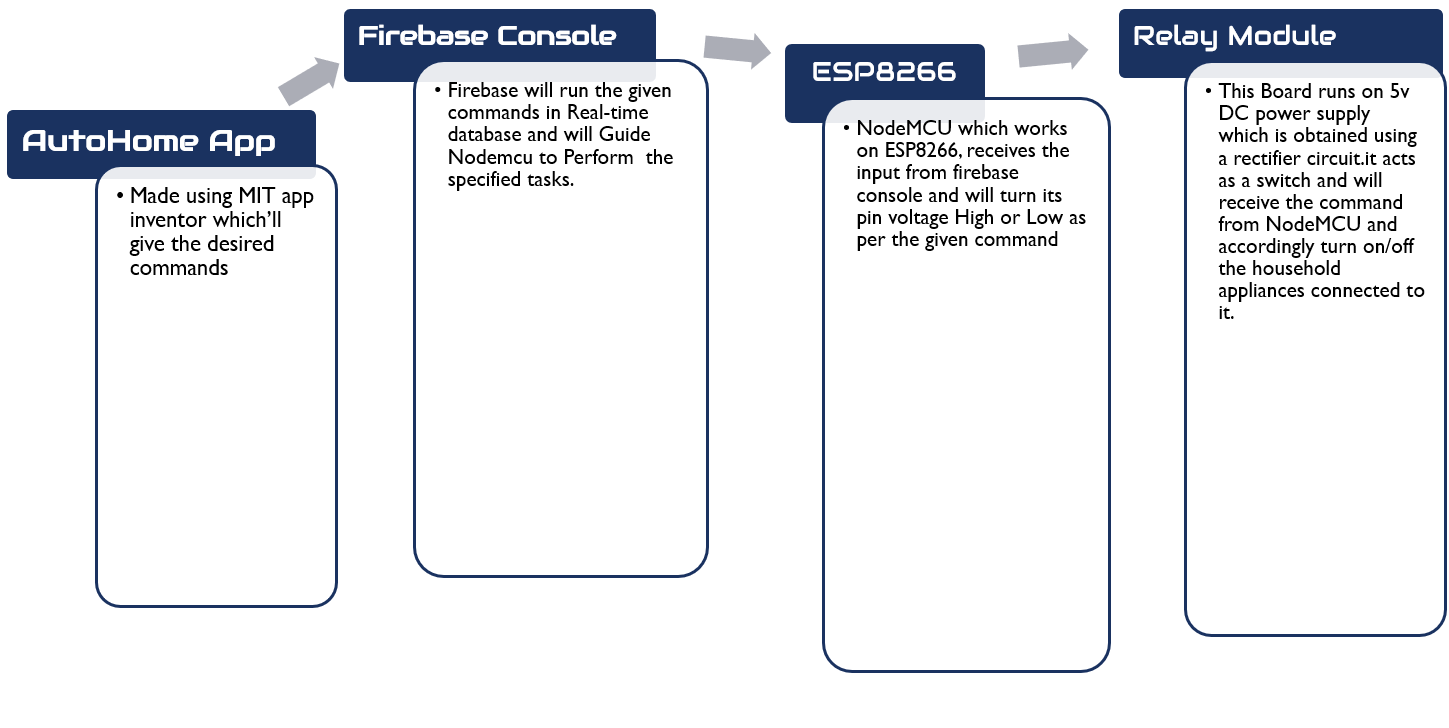 AutoHome App
• Made using MIT app
inventor which’ll
give the desired
commands
Firebase Console
• Firebase will run the given
commands in Real-time
database and will Guide
Nodemcu to Perform  the
specified tasks.
ESP8266
• NodeMCU which works
on ESP8266, receives the
input from firebase
console and will turn its
pin voltage High or Low as
per the given command
Relay Module
• This Board runs on 5v
DC power supply
which is obtained using
a rectifier circuit.it acts
as a switch and will
receive the command
from NodeMCU and
accordingly turn on/off
the household
appliances connected to
it.